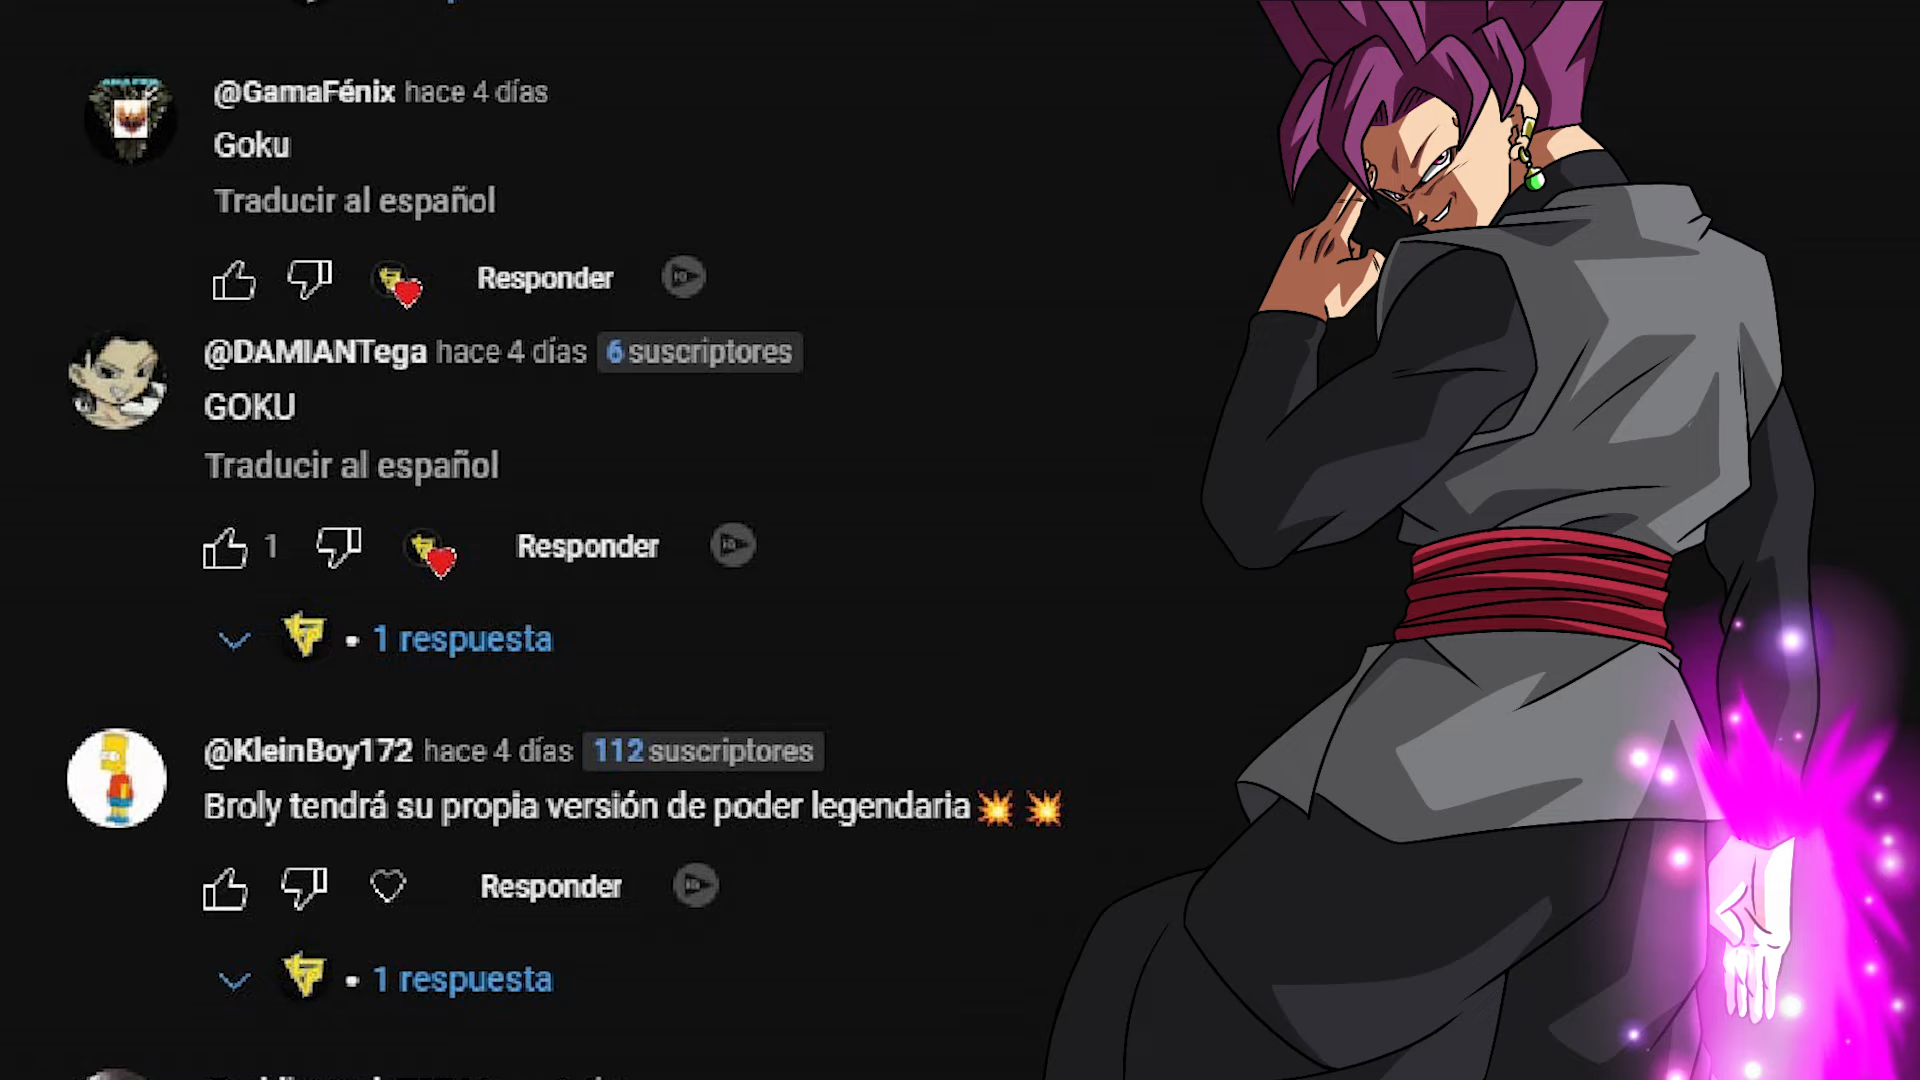 @GamaFénix hace 4 días
Goku
Traducir al español
Responder
@DAMIANTega hace 4 días 6 suscriptores
GOKU
Traducir al español
1 Responder
• 1 respuesta
@KleinBoy172 hace 4 días 112 suscriptores
Broly tendrá su propia versión de poder legendaria💥 💥
Responder
• 1 respuesta